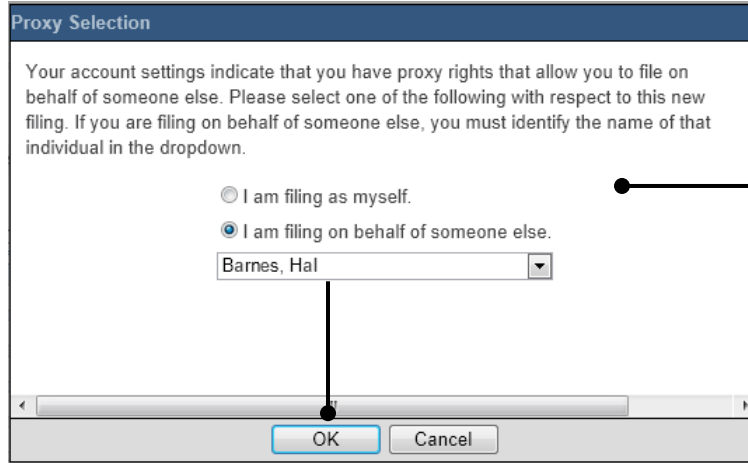 Proxy Selection
Your account settings indicate that you have proxy rights that allow you to file on
behalf of someone else. Please select one of the following with respect to this new
filing. If you are filing on behalf of someone else, you must identify the name of that
individual in the dropdown.
I am filing as myself.
I am filing on behalf of someone else.
Barnes, Hal
OK Cancel